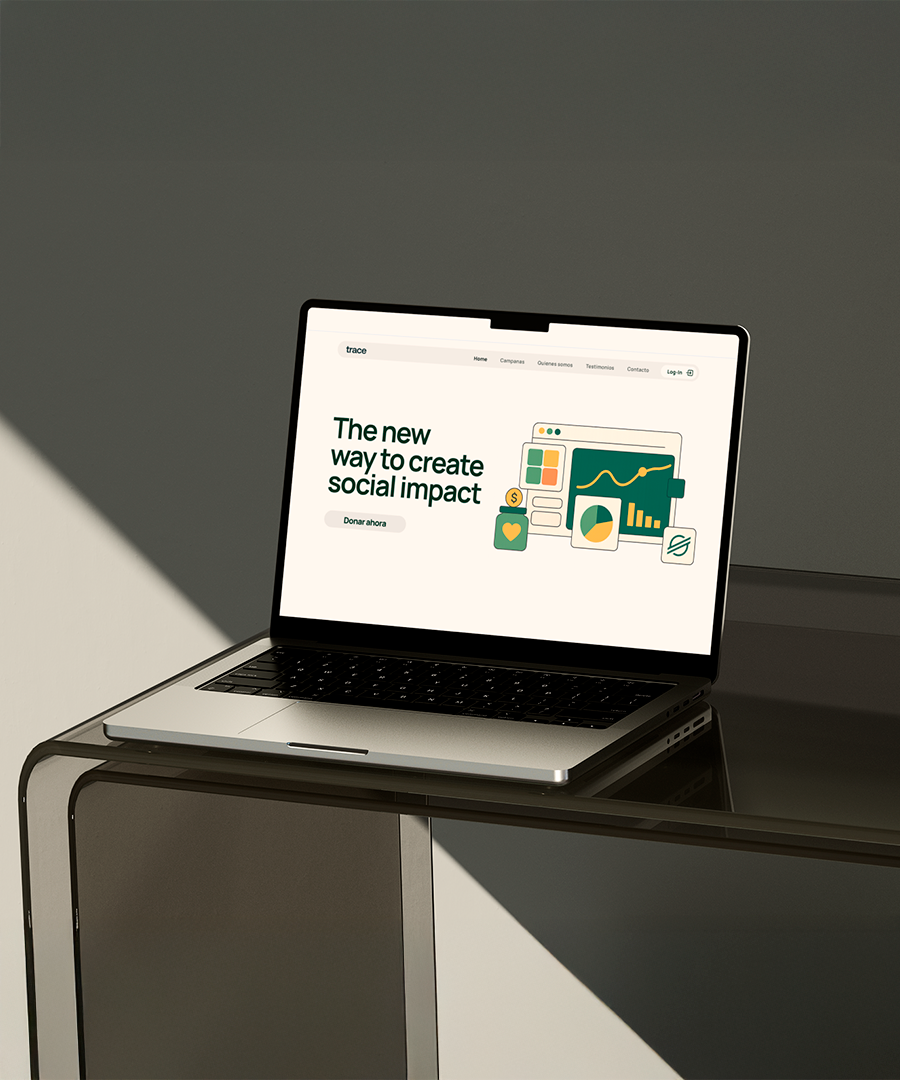 trace
Home Campanas Quienes somos Testimonios Contacto Log-in
The new
way to create
social impact
Donar ahora
$